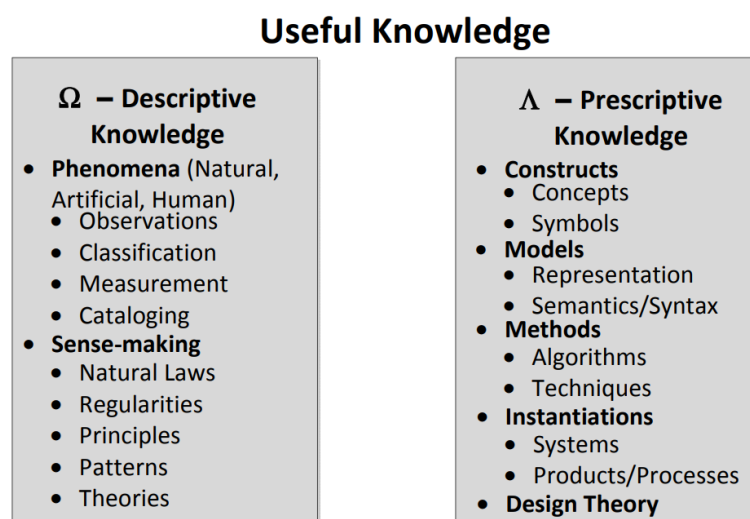 Useful Knowledge
Ω – Descriptive
Knowledge
• Phenomena (Natural,
Artificial, Human)
• Observations
• Classification
• Measurement
• Cataloging
• Sense-making
• Natural Laws
• Regularities
• Principles
• Patterns
• Theories
Λ – Prescriptive
Knowledge
• Constructs
• Concepts
• Symbols
• Models
• Representation
• Semantics/Syntax
• Methods
• Algorithms
• Techniques
• Instantiations
• Systems
• Products/Processes
• Design Theory